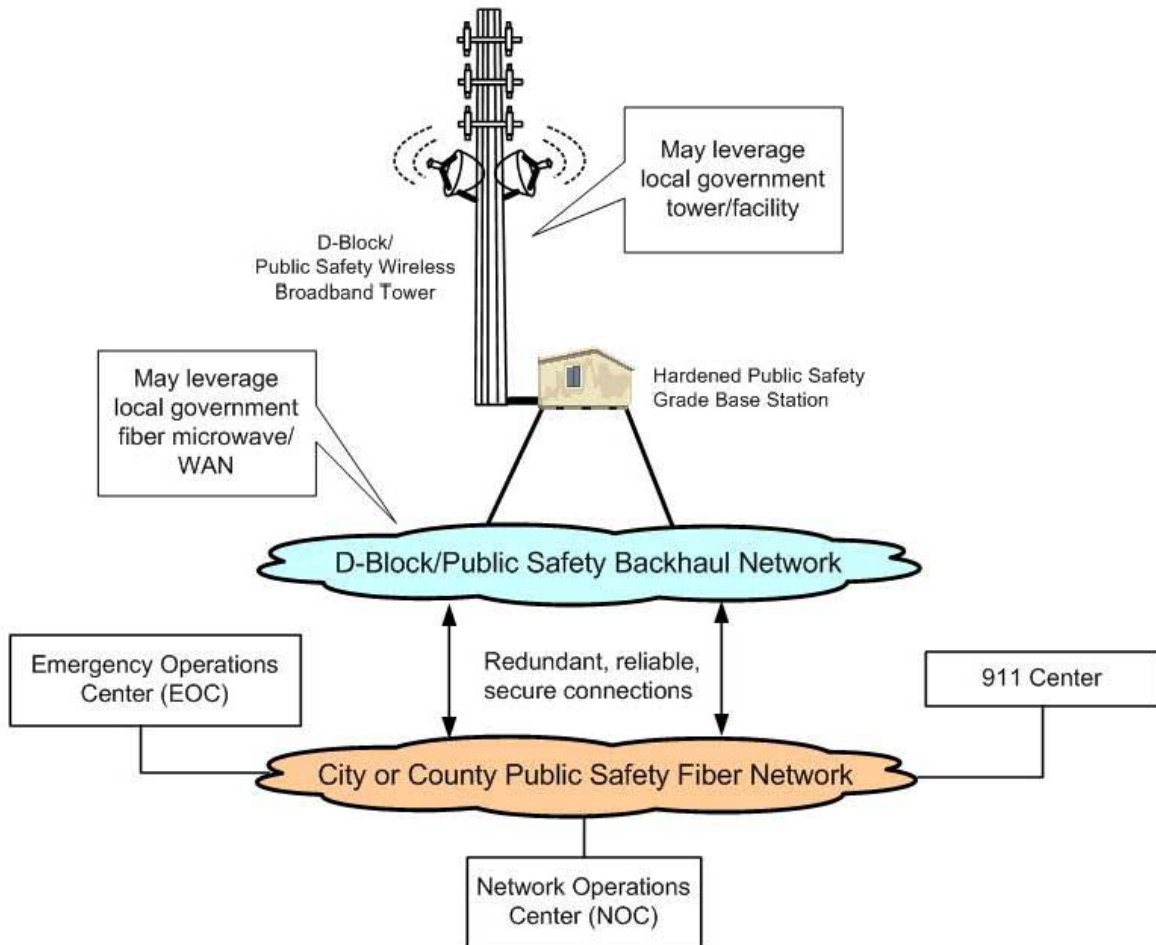 May leverage
local government
tower/facility
D-Block/
Public Safety Wireless
Broadband Tower
May leverage
local government
fiber microwave/
WAN
Hardened Public Safety
Grade Base Station
D-Block/Public Safety Backhaul Network
Emergency Operations
Center (EOC)
Redundant, reliable,
secure connections
911 Center
City or County Public Safety Fiber Network
Network Operations
Center (NOC)